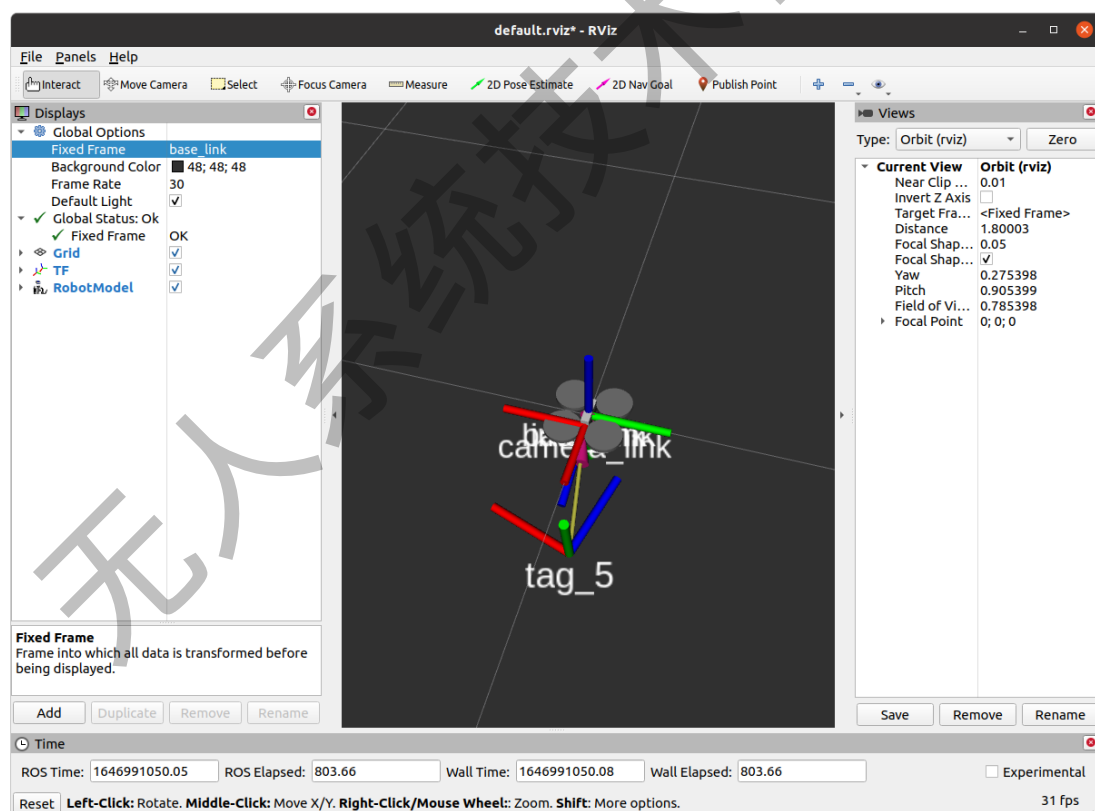 default.rviz* - RViz
File Panels Help
Interact Move Camera Select Focus Camera Measure 2D Pose Estimate 2D Nav Goal Publish Point
Displays
Global Options
Fixed Frame base_link
Background Color 48; 48; 48
Frame Rate 30
Default Light
Global Status: Ok
Fixed Frame OK
Grid
TF
RobotModel
Fixed Frame
Frame into which all data is transformed before
being displayed.
Add Duplicate Remove Rename
camera_link
tag_5
Views
Type: Orbit (rviz) Zero
Current View Orbit (rviz)
Near Clip ... 0.01
Invert Z Axis
Target Fra... <Fixed Frame>
Distance 1.80003
Focal Shap... 0.05
Focal Shap...
Yaw 0.275398
Pitch 0.905399
Field of Vi... 0.785398
Focal Point 0; 0; 0
Save Remove Rename
Time
ROS Time: 1646991050.05 ROS Elapsed: 803.66 Wall Time: 1646991050.08 Wall Elapsed: 803.66 Experimental
Reset Left-Click: Rotate. Middle-Click: Move X/Y. Right-Click/Mouse Wheel:: Zoom. Shift: More options. 31 fps
无人系统技术